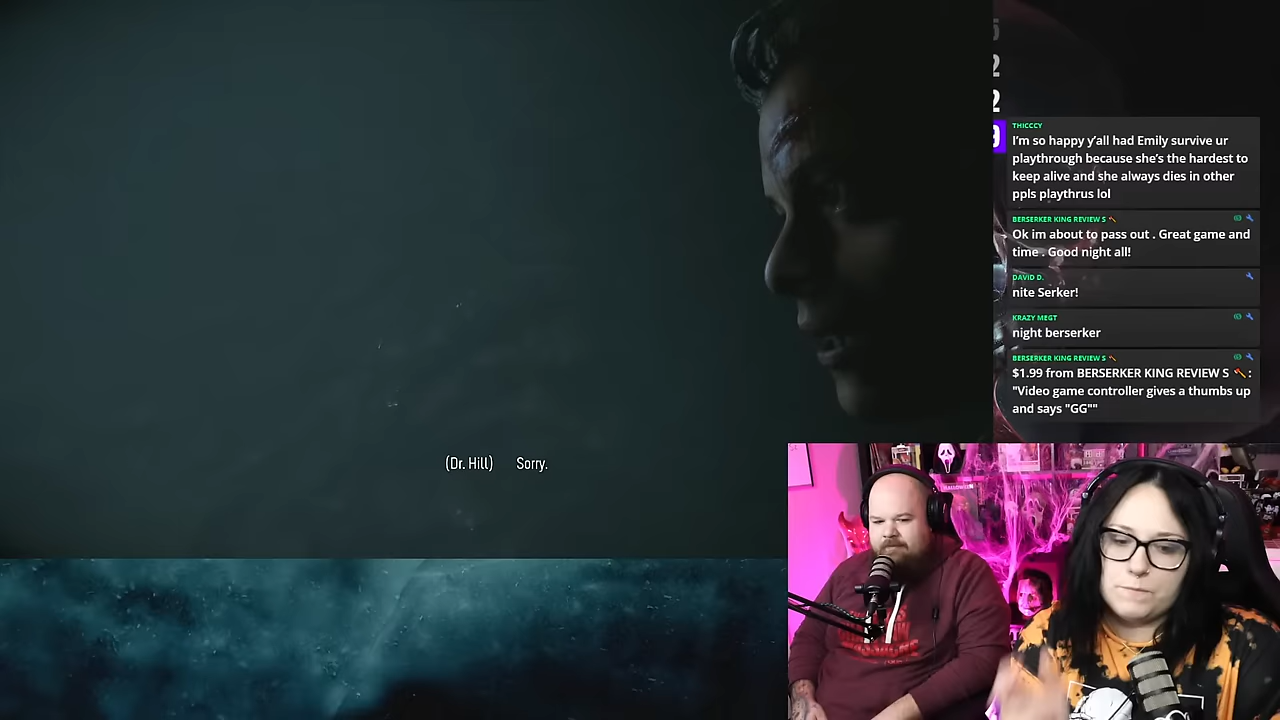 THICCCY
I'm so happy y'all had Emily survive ur
playthrough because she's the hardest to
keep alive and she always dies in other
ppls playthrus lol
BERSERKER KING REVIEW S
Ok im about to pass out . Great game and
time . Good night all!
DAVID D.
nite Serker!
KRAZY MEGT
night berserker
BERSERKER KING REVIEW S
$1.99 from BERSERKER KING REVIEW S 🪓:
"Video game controller gives a thumbs up
and says "GG""
(Dr. Hill) Sorry.
HALLOWEEN